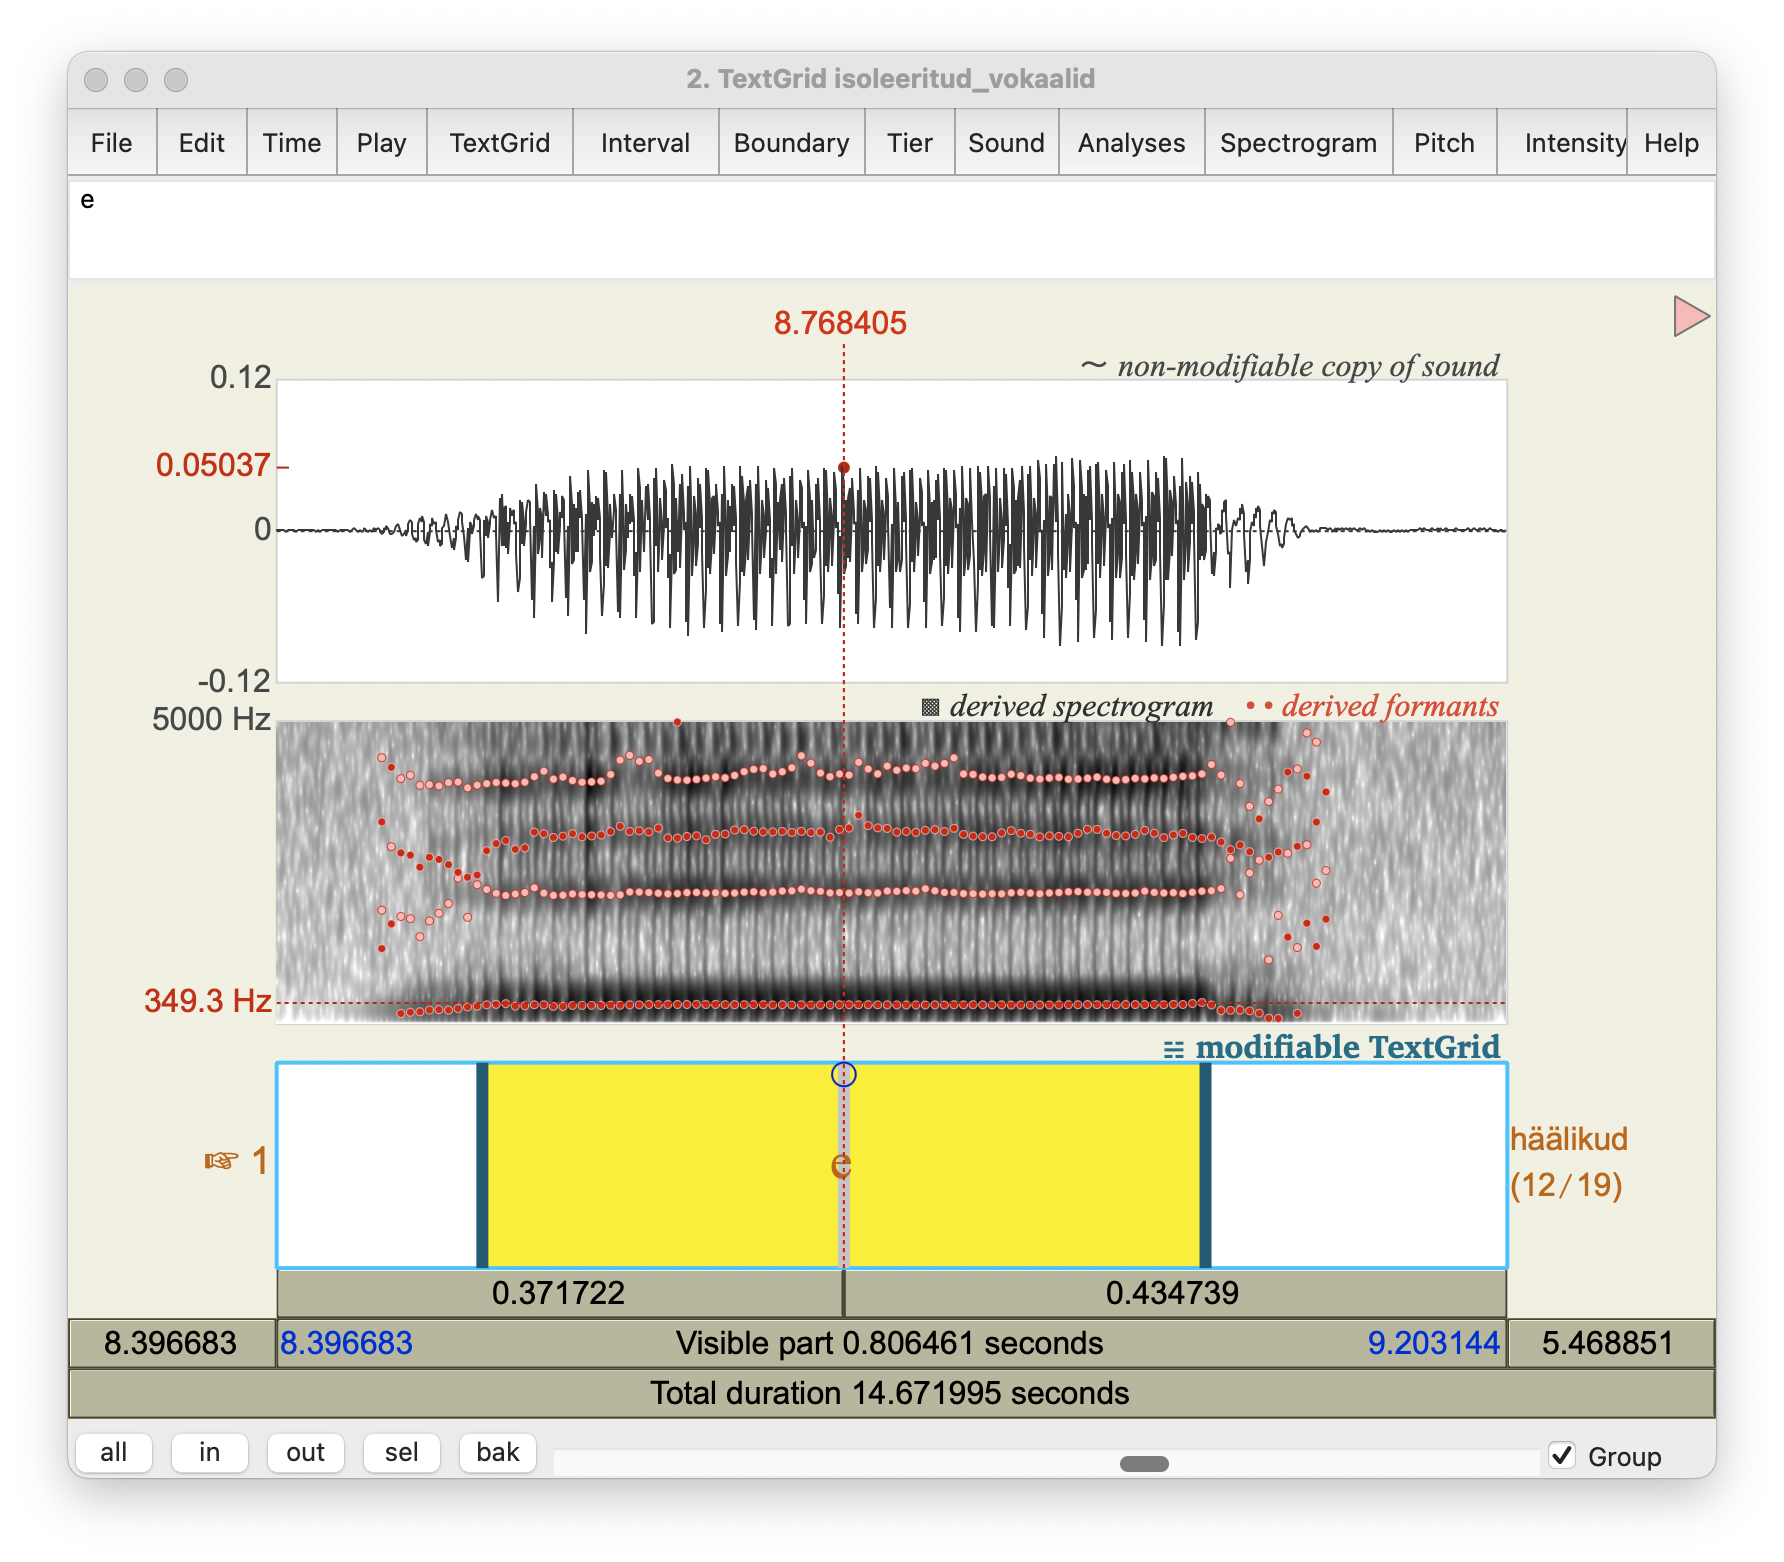 2. TextGrid isoleeritud_vokaalid
File Edit Time Play TextGrid Interval Boundary Tier Sound Analyses Spectrogram Pitch Intensity Help
e
8.768405
~ non-modifiable copy of sound
0.12
0.05037
0
-0.12
5000 Hz
derived spectrogram
•• derived formants
349.3 Hz
modifiable TextGrid
☞ 1
e
häälikud
(12/19)
0.371722 0.434739
8.396683 8.396683 Visible part 0.806461 seconds 9.203144 5.468851
Total duration 14.671995 seconds
all in out sel bak Group